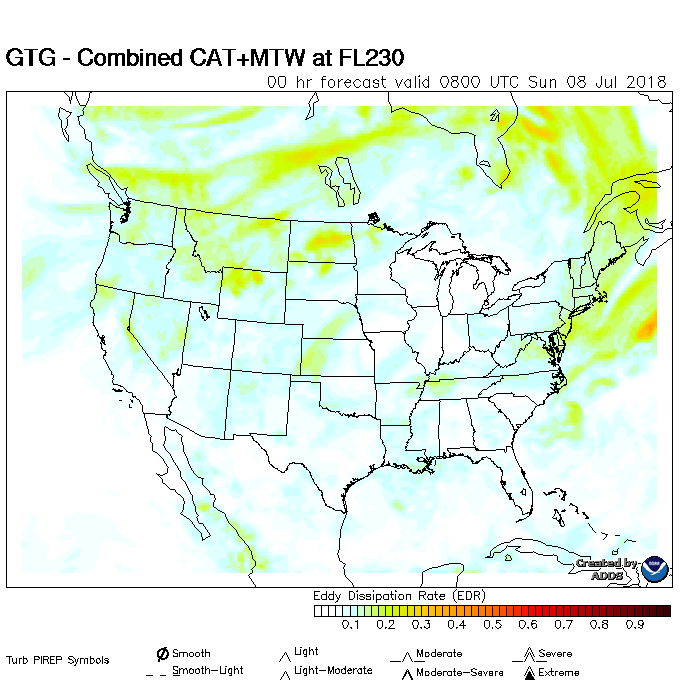 GTG - Combined CAT+MTW at FL230
00 hr forecast valid 0800 UTC Sun 08 Jul 2018
Created by
ADDS
Eddy Dissipation Rate (EDR)
0.1 0.2 0.3 0.4 0.5 0.6 0.7 0.8 0.9
Turb PIREP Symbols
Smooth Light Moderate Severe
Smooth-Light Light-Moderate Moderate-Severe Extreme